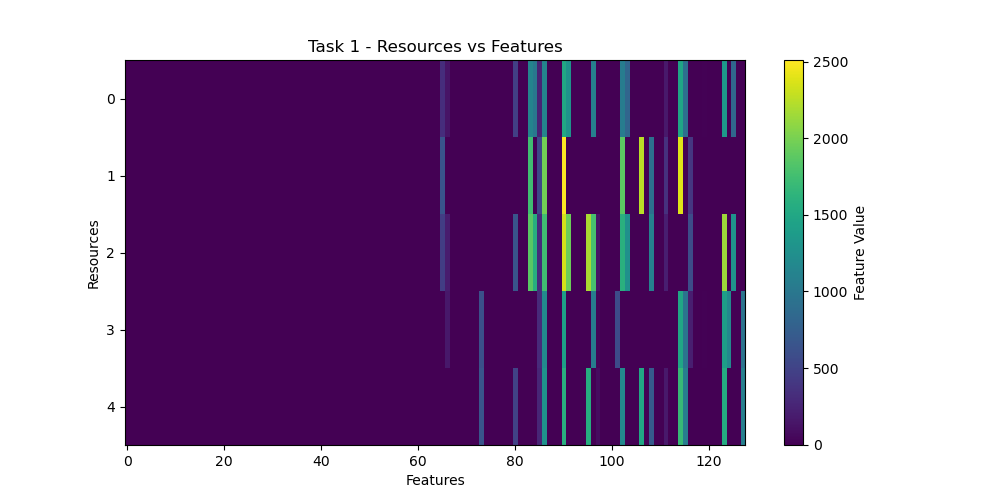 Task 1 - Resources vs Features
Resources
0
1
2
3
4
0 20 40 60 80 100 120
Features
2500
2000
1500
1000
500
0
Feature Value